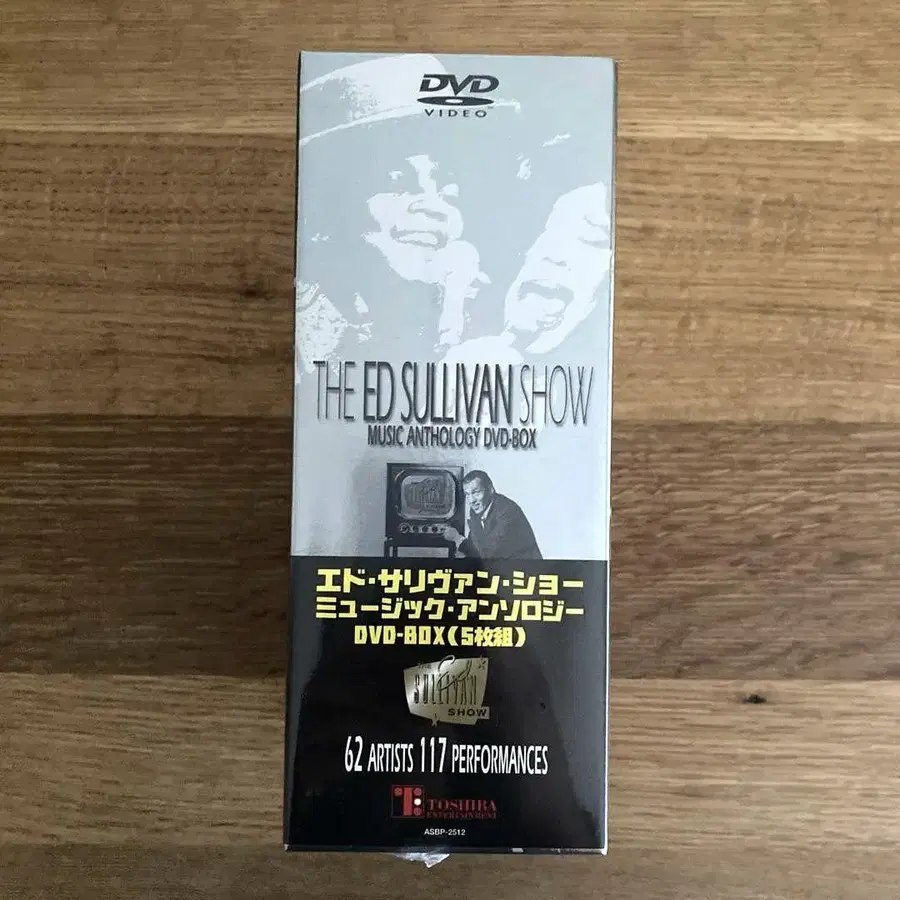 DVD
VIDEO
THE ED SULLIVAN SHOW
MUSIC ANTHOLOGY DVD-BOX
エド・サリヴァン・ショー
ミュージック・アンソロジー
DVD-BOX(5枚組)
The Ed
SULLIVAN
SHOW
62 ARTISTS 117 PERFORMANCES
TOSHIBA
ENTERTAINMENT
ASBP-2512